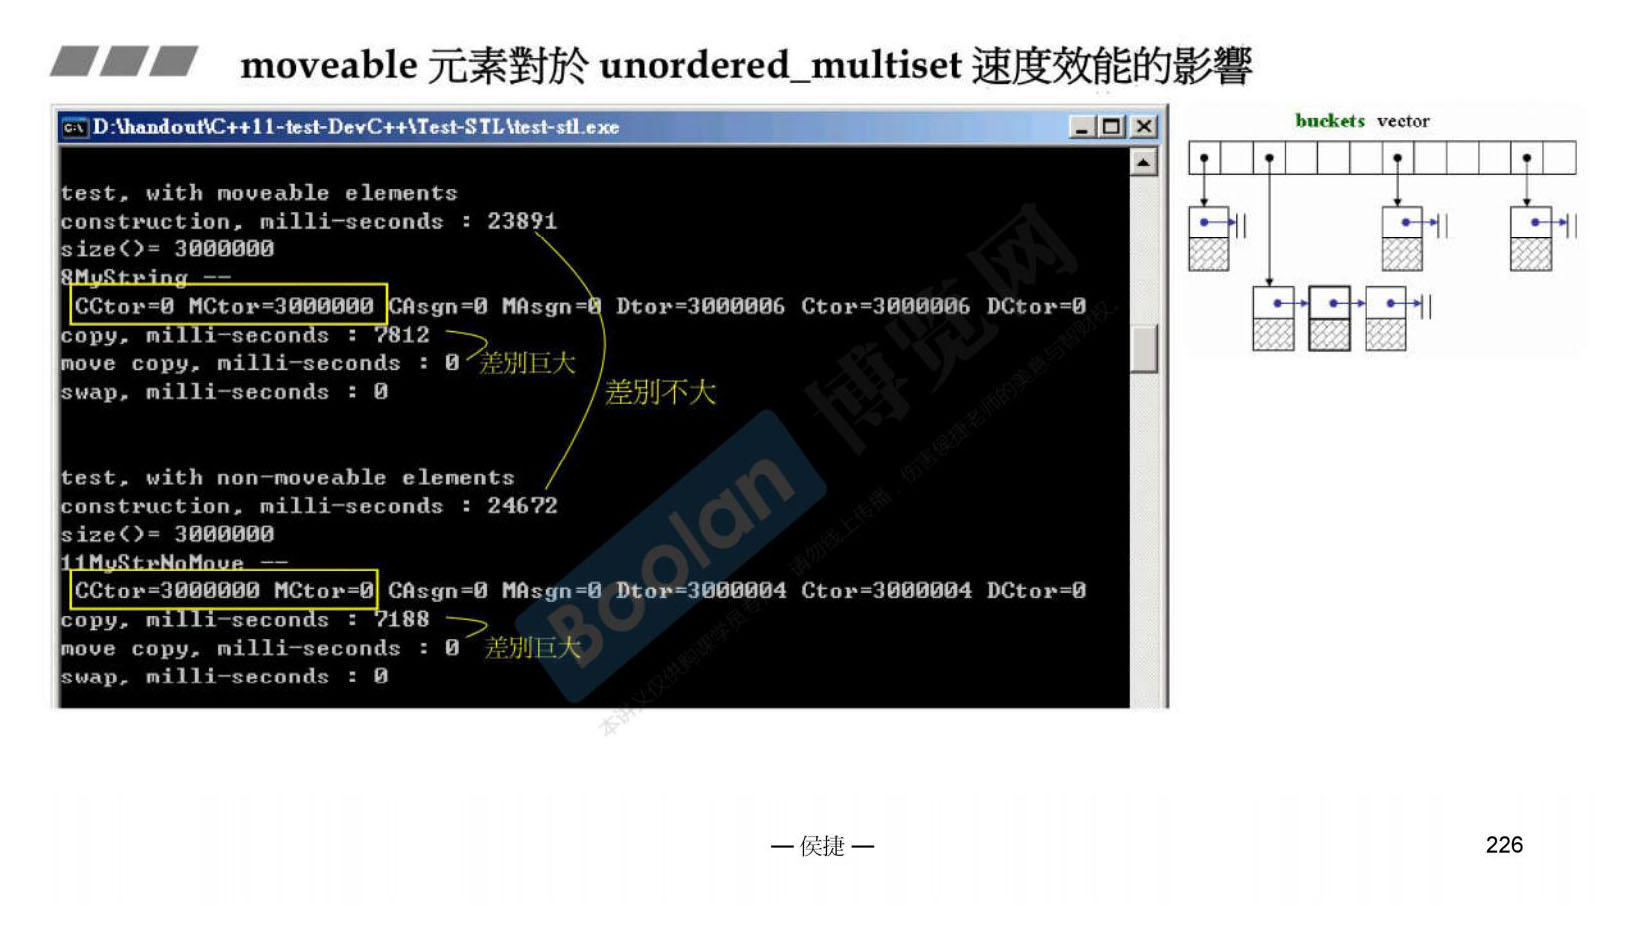 moveable 元素對於 unordered_multiset 速度效能的影響
D:\handout\C++11-test-DevC++\Test-STL\test-stl.exe
buckets vector
test, with moveable elements
construction, milli-seconds : 23891
size()= 3000000
8MyString --
CCtor=0 MCtor=3000000 CAsgn=0 MAsgn=0 Dtor=3000006 Ctor=3000006 DCtor=0
copy, milli-seconds : 7812
move copy, milli-seconds : 0 差別巨大
swap, milli-seconds : 0 差別不大
test, with non-moveable elements
construction, milli-seconds : 24672
size()= 3000000
11MyStrNoMove --
CCtor=3000000 MCtor=0 CAsgn=0 MAsgn=0 Dtor=3000004 Ctor=3000004 DCtor=0
copy, milli-seconds : 7188
move copy, milli-seconds : 0 差別巨大
swap, milli-seconds : 0
Boolan 博览网
— 侯捷 —
226